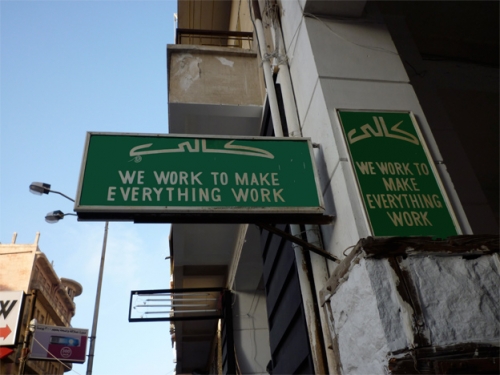 كالي
WE WORK TO MAKE
EVERYTHING WORK
كالي
WE WORK TO
MAKE
EVERYTHING
WORK
W